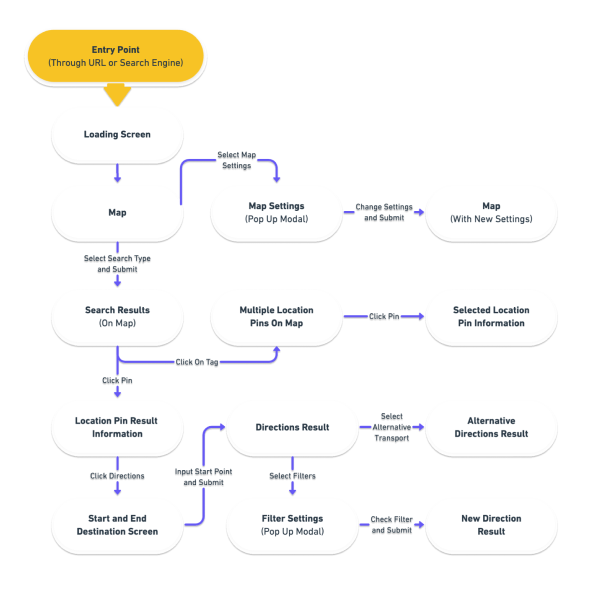 Entry Point
(Through URL or Search Engine)
Loading Screen
Select Map
Settings
Map
Map Settings
(Pop Up Modal)
Change Settings
and Submit
Map
(With New Settings)
Select Search Type
and Submit
Search Results
(On Map)
Multiple Location
Pins On Map
Click Pin
Selected Location
Pin Information
Click On Tag
Click Pin
Location Pin Result
Information
Directions Result
Select
Alternative
Transport
Alternative
Directions Result
Click Directions
Input Start Point
and Submit
Select Filters
Start and End
Destination Screen
Filter Settings
(Pop Up Modal)
Check Filter
and Submit
New Direction
Result